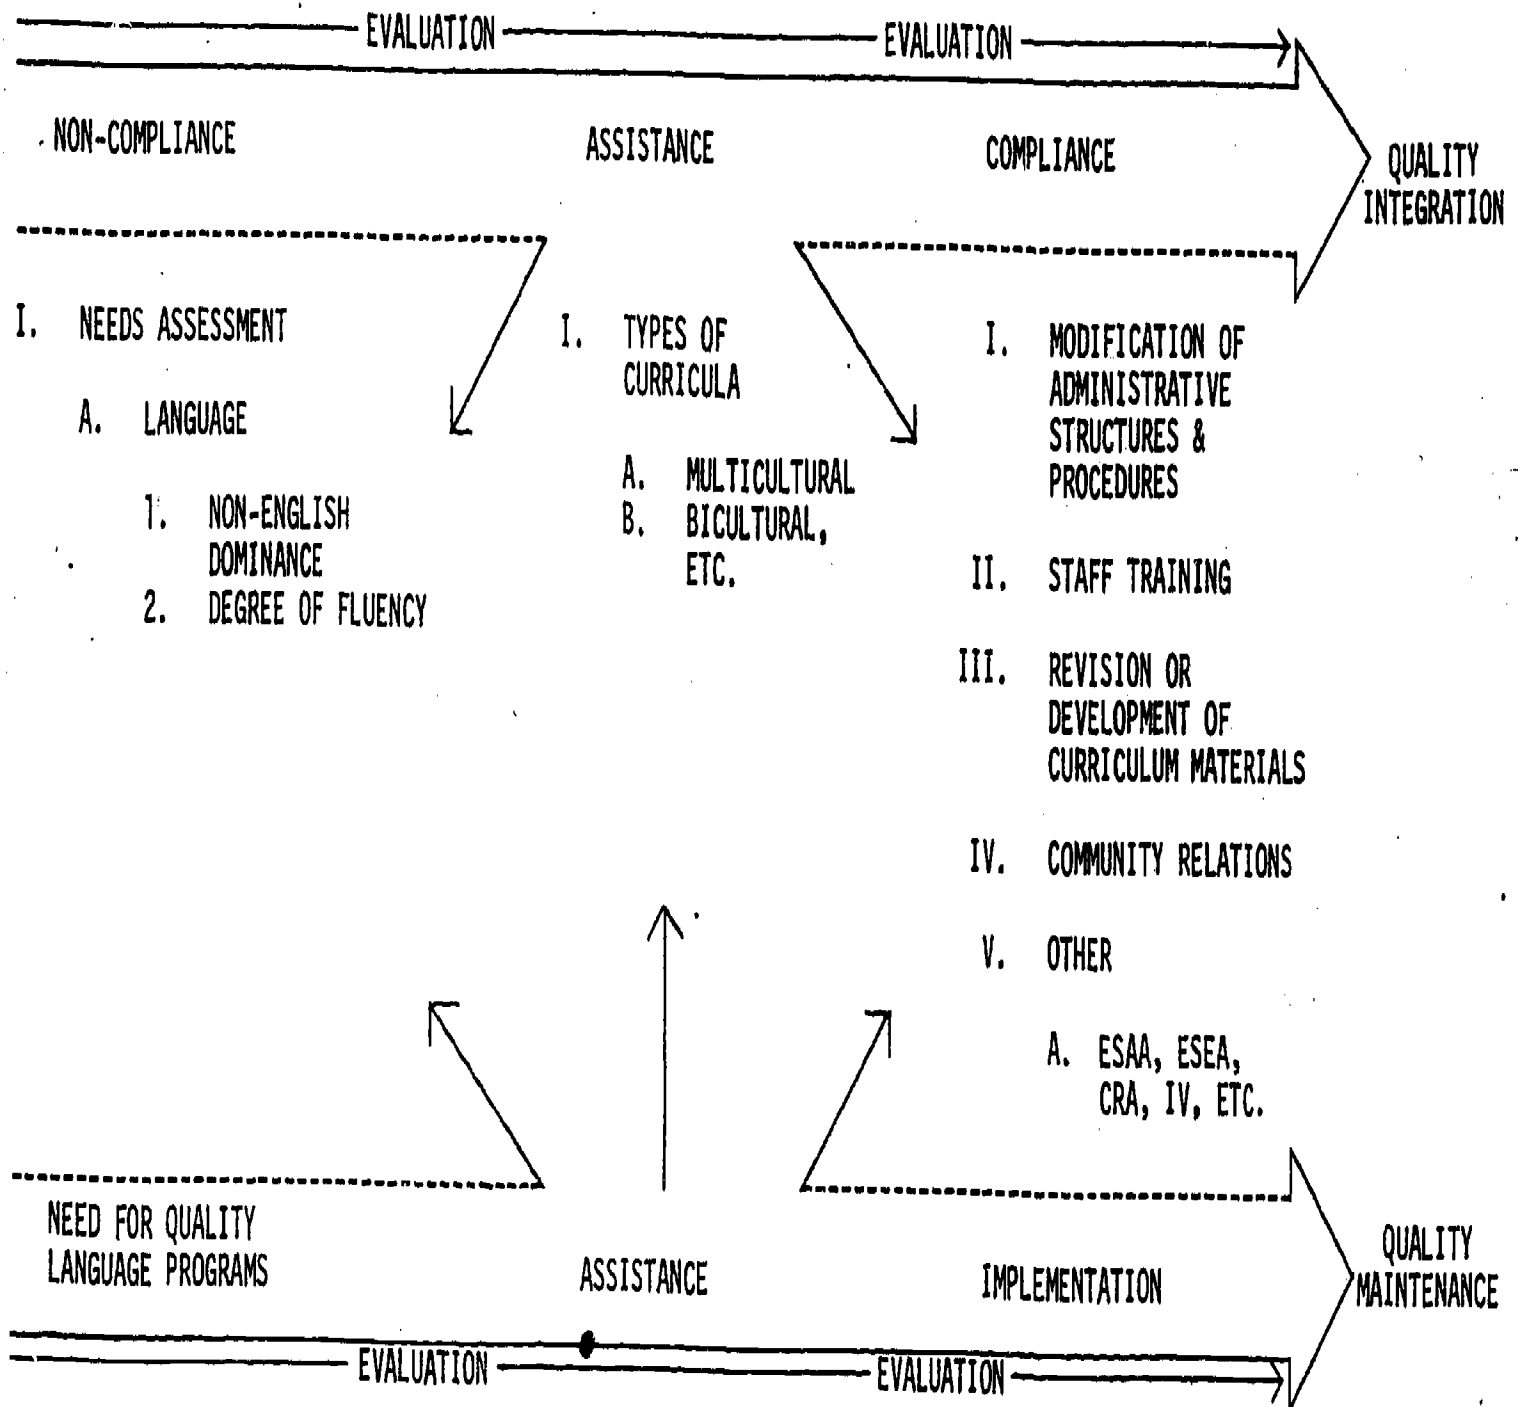 EVALUATION EVALUATION
NON-COMPLIANCE ASSISTANCE COMPLIANCE
QUALITY
INTEGRATION
I. NEEDS ASSESSMENT
A. LANGUAGE
1. NON-ENGLISH
DOMINANCE
2. DEGREE OF FLUENCY
I. TYPES OF
CURRICULA
A. MULTICULTURAL
B. BICULTURAL,
ETC.
I. MODIFICATION OF
ADMINISTRATIVE
STRUCTURES &
PROCEDURES
II. STAFF TRAINING
III. REVISION OR
DEVELOPMENT OF
CURRICULUM MATERIALS
IV. COMMUNITY RELATIONS
V. OTHER
A. ESAA, ESEA,
CRA, IV, ETC.
NEED FOR QUALITY
LANGUAGE PROGRAMS
ASSISTANCE IMPLEMENTATION
QUALITY
MAINTENANCE
EVALUATION EVALUATION